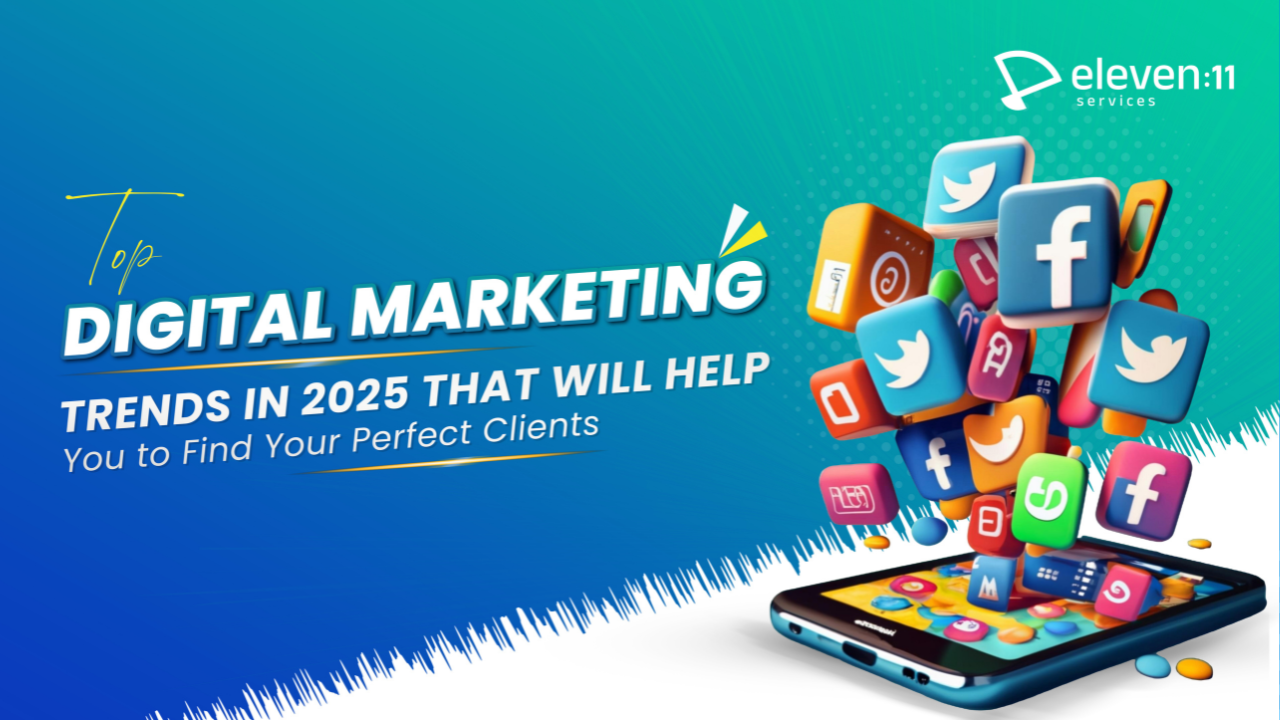 eleven:11
services
Top
DIGITAL MARKETING
TRENDS IN 2025 THAT WILL HELP
You to Find Your Perfect Clients